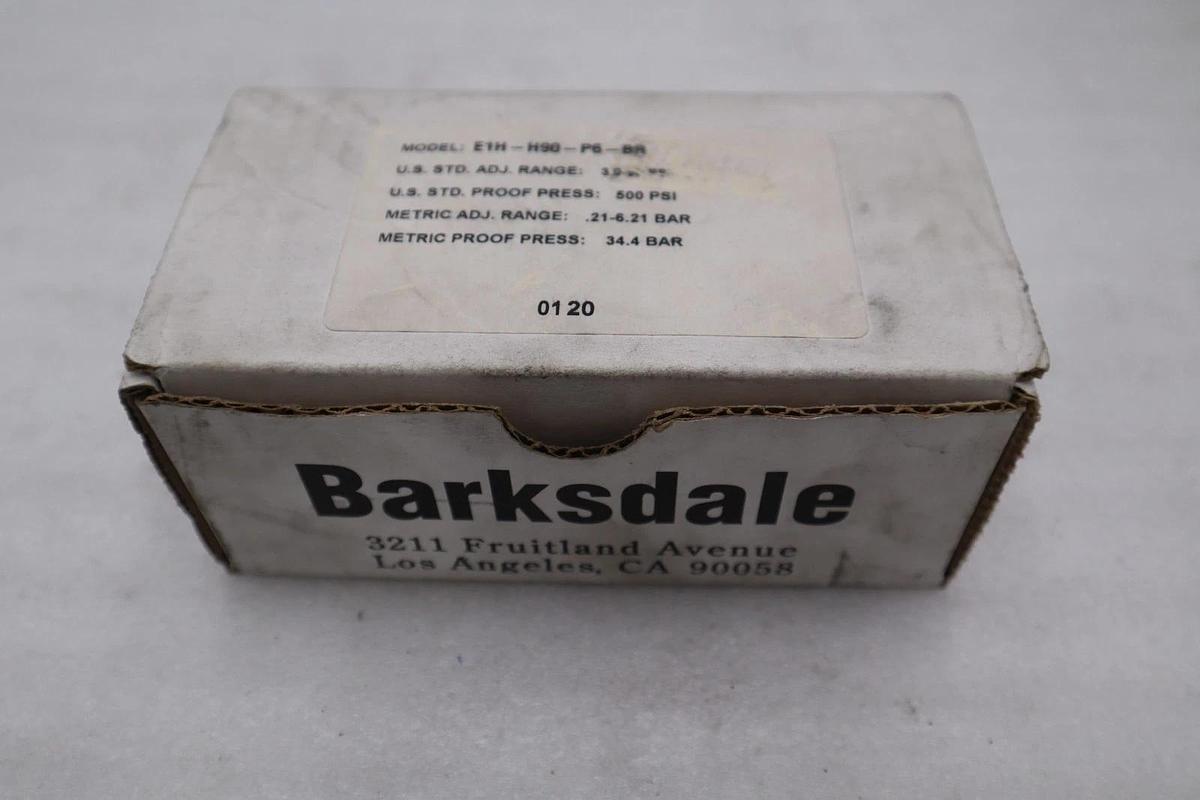 MODEL: E1H-H90-P6-BR
U.S. STD. ADJ. RANGE:
U.S. STD. PROOF PRESS: 500 PSI
METRIC ADJ. RANGE: .21-6.21 BAR
METRIC PROOF PRESS: 34.4 BAR
0120
Barksdale
3211 Fruitland Avenue
Los Angeles, CA 90058